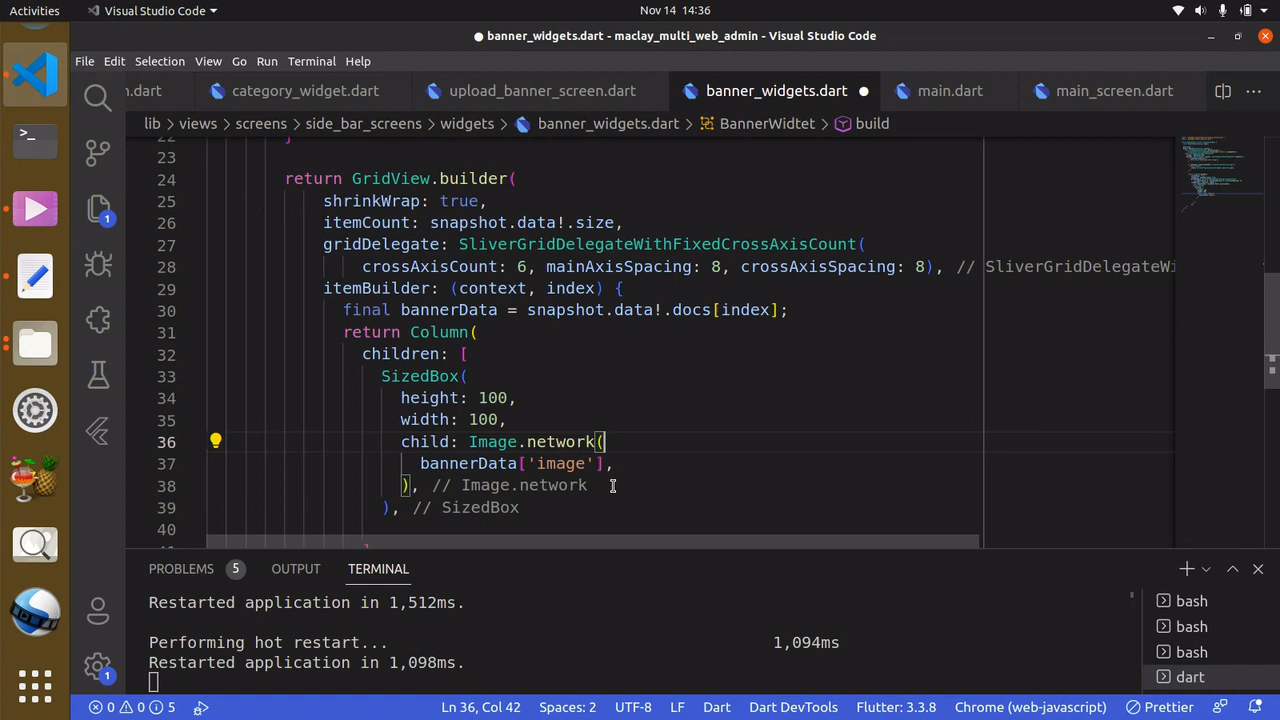 Activities
Visual Studio Code
Nov 14 14:36
banner_widgets.dart - maclay_multi_web_admin - Visual Studio Code
File Edit Selection View Go Run Terminal Help
n.dart category_widget.dart upload_banner_screen.dart banner_widgets.dart main.dart main_screen.dart
lib > views > screens > side_bar_screens > widgets > banner_widgets.dart > BannerWidtet > build
22 }
23
24 return GridView.builder(
25 shrinkWrap: true,
26 itemCount: snapshot.data!.size,
27 gridDelegate: SliverGridDelegateWithFixedCrossAxisCount(
28 crossAxisCount: 6, mainAxisSpacing: 8, crossAxisSpacing: 8), // SliverGridDelegateWi
29 itemBuilder: (context, index) {
30 final bannerData = snapshot.data!.docs[index];
31 return Column(
32 children: [
33 SizedBox(
34 height: 100,
35 width: 100,
36 child: Image.network(
37 bannerData['image'],
38 ), // Image.network
39 ), // SizedBox
40
PROBLEMS 5 OUTPUT TERMINAL
Restarted application in 1,512ms.
Performing hot restart... 1,094ms
Restarted application in 1,098ms.
bash
bash
bash
dart
1
1
0 0 5 Ln 36, Col 42 Spaces: 2 UTF-8 LF Dart Dart DevTools Flutter: 3.3.8 Chrome (web-javascript) Prettier